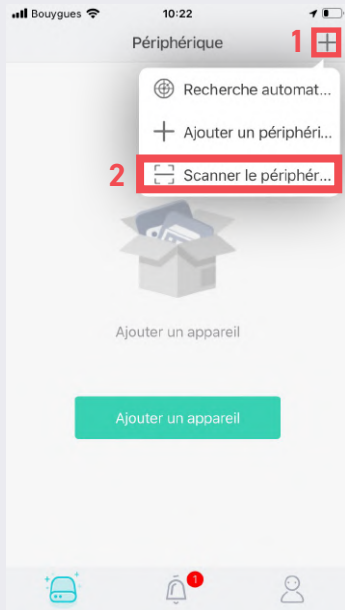 Bouygues 10:22
Périphérique 1
Recherche automat...
Ajouter un périphéri...
2 Scanner le périphér...
Ajouter un appareil
Ajouter un appareil
1